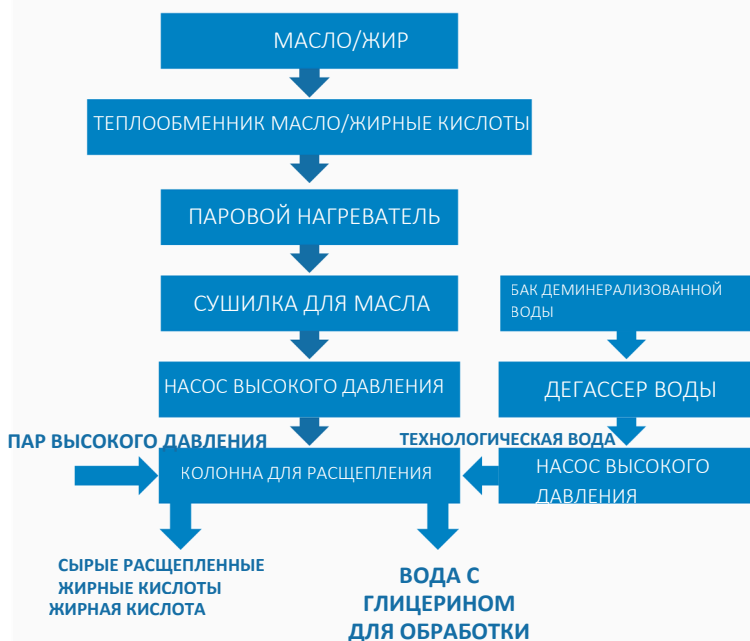 МАСЛО/ЖИР
ТЕПЛООБМЕННИК МАСЛО/ЖИРНЫЕ КИСЛОТЫ
ПАРОВОЙ НАГРЕВАТЕЛЬ
СУШИЛКА ДЛЯ МАСЛА
БАК ДЕМИНЕРАЛИЗОВАННОЙ
ВОДЫ
НАСОС ВЫСОКОГО ДАВЛЕНИЯ
ДЕГАССЕР ВОДЫ
ПАР ВЫСОКОГО ДАВЛЕНИЯ
ТЕХНОЛОГИЧЕСКАЯ ВОДА
КОЛОННА ДЛЯ РАСЩЕПЛЕНИЯ
НАСОС ВЫСОКОГО
ДАВЛЕНИЯ
СЫРЫЕ РАСЩЕПЛЕННЫЕ
ЖИРНЫЕ КИСЛОТЫ
ЖИРНАЯ КИСЛОТА
ВОДА С
ГЛИЦЕРИНОМ
ДЛЯ ОБРАБОТКИ